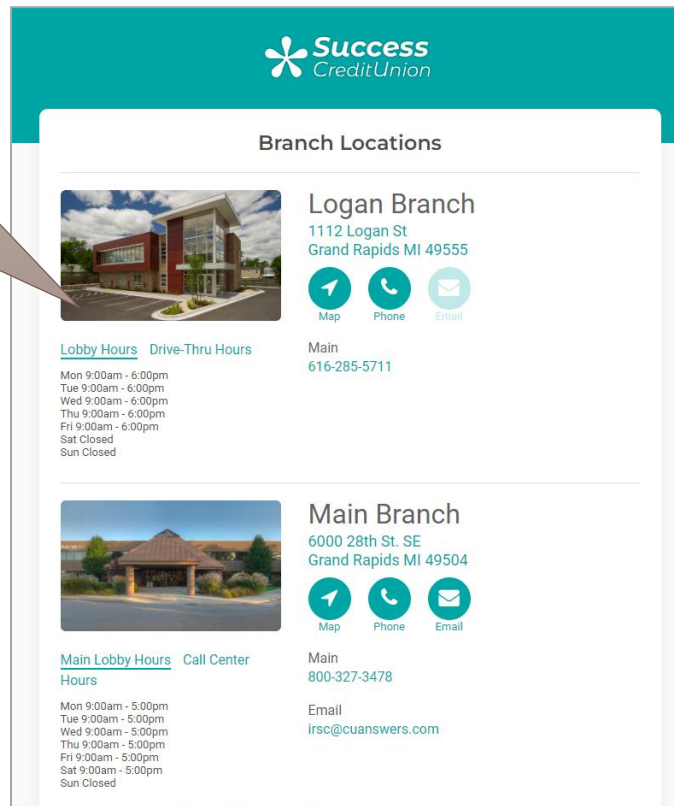 Success
CreditUnion
Branch Locations
Logan Branch
1112 Logan St
Grand Rapids MI 49555
Map Phone Email
Lobby Hours Drive-Thru Hours
Mon 9:00am - 6:00pm
Tue 9:00am - 6:00pm
Wed 9:00am - 6:00pm
Thu 9:00am - 6:00pm
Fri 9:00am - 6:00pm
Sat Closed
Sun Closed
Main
616-285-5711
Main Branch
6000 28th St. SE
Grand Rapids MI 49504
Map Phone Email
Main Lobby Hours Call Center
Hours
Mon 9:00am - 5:00pm
Tue 9:00am - 5:00pm
Wed 9:00am - 5:00pm
Thu 9:00am - 5:00pm
Fri 9:00am - 5:00pm
Sat 9:00am - 5:00pm
Sun Closed
Main
800-327-3478
Email
irsc@cuanswers.com